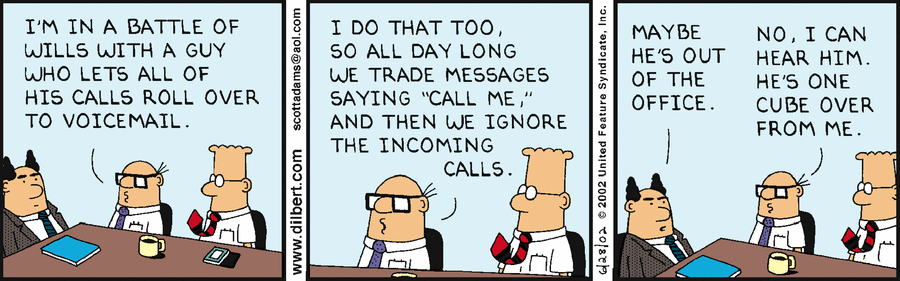 I'M IN A BATTLE OF
WILLS WITH A GUY
WHO LETS ALL OF
HIS CALLS ROLL OVER
TO VOICEMAIL.
www.dilbert.com scottadams@aol.com
I DO THAT TOO,
SO ALL DAY LONG
WE TRADE MESSAGES
SAYING "CALL ME,"
AND THEN WE IGNORE
THE INCOMING
CALLS.
6/28/02 © 2002 United Feature Syndicate, Inc.
MAYBE
HE'S OUT
OF THE
OFFICE.
NO, I CAN
HEAR HIM.
HE'S ONE
CUBE OVER
FROM ME.